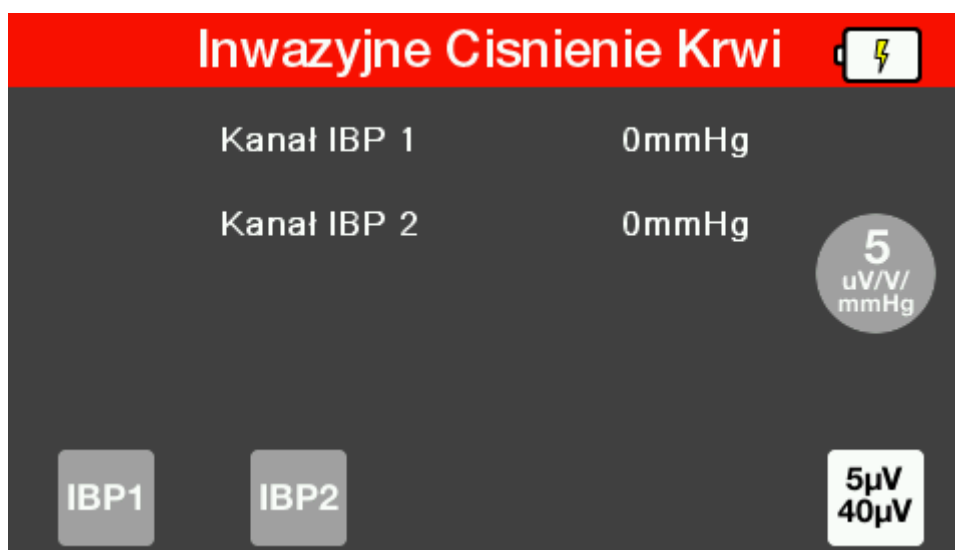 Inwazyjne Cisnienie Krwi
Kanał IBP 1 0mmHg
Kanał IBP 2 0mmHg
5
uV/V/
mmHg
IBP1 IBP2
5µV
40µV